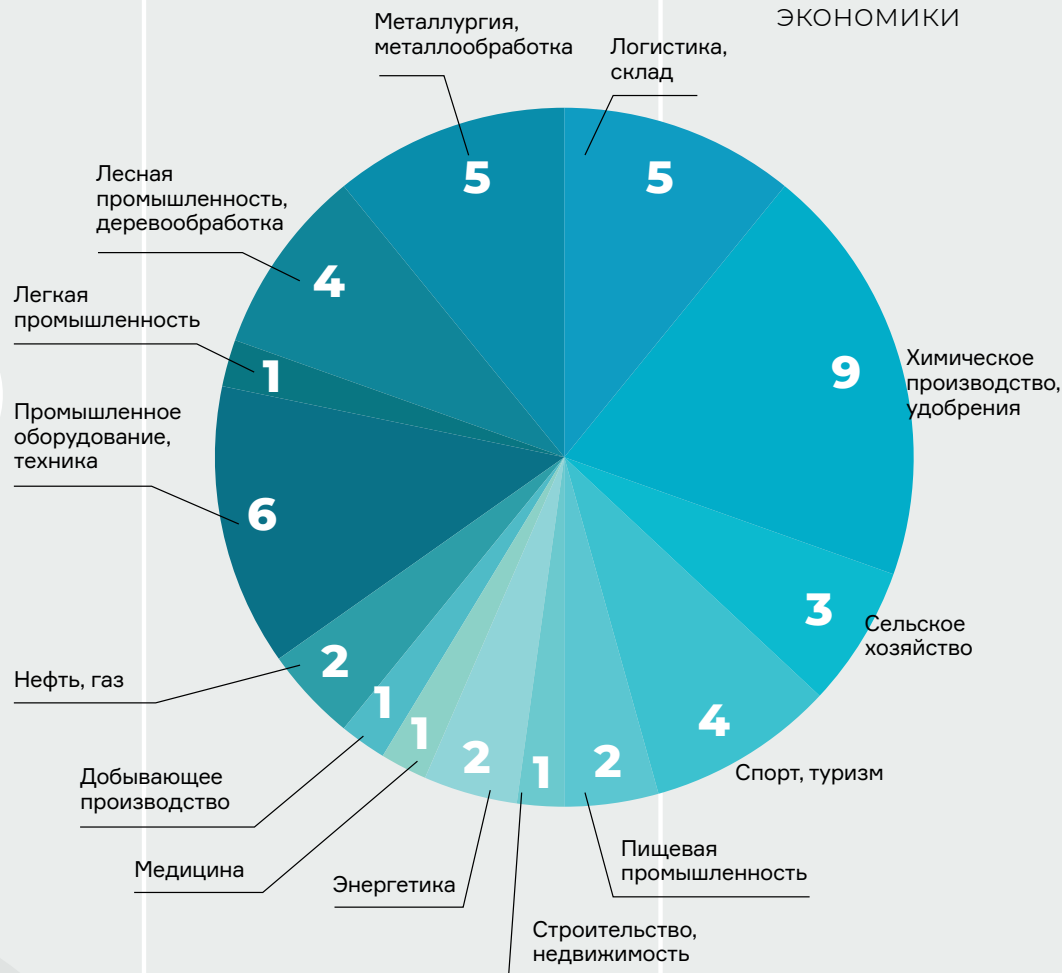 ЭКОНОМИКИ
Металлургия,
металлообработка
Логистика,
склад
5
5
Лесная
промышленность,
деревообработка
4
Легкая
промышленность
1
9
Химическое
производство,
удобрения
Промышленное
оборудование,
техника
6
3
Сельское
хозяйство
Нефть, газ
2
1
1
2
1
2
4
Спорт, туризм
Добывающее
производство
Медицина
Энергетика
Пищевая
промышленность
Строительство,
недвижимость